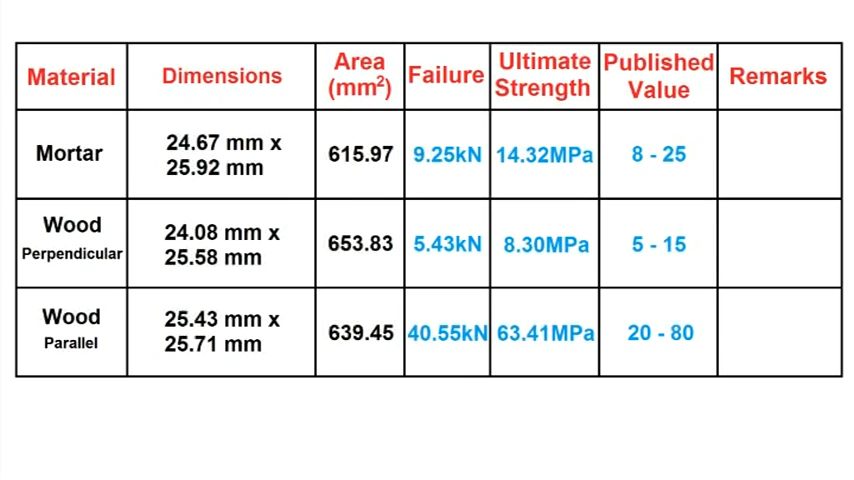 Material
Dimensions
Area
(mm²)
Failure
Ultimate
Strength
Published
Value
Remarks
Mortar
24.67 mm x
25.92 mm
615.97
9.25kN
14.32MPa
8 - 25
Wood
Perpendicular
24.08 mm x
25.58 mm
653.83
5.43kN
8.30MPa
5 - 15
Wood
Parallel
25.43 mm x
25.71 mm
639.45
40.55kN
63.41MPa
20 - 80